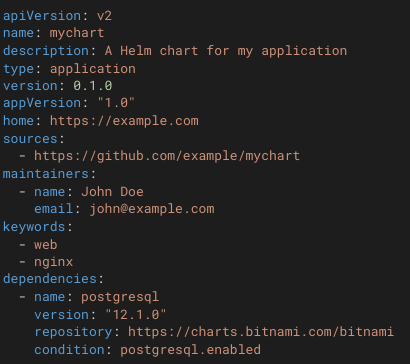 apiVersion: v2
name: mychart
description: A Helm chart for my application
type: application
version: 0.1.0
appVersion: "1.0"
home: https://example.com
sources:
  - https://github.com/example/mychart
maintainers:
  - name: John Doe
    email: john@example.com
keywords:
  - web
  - nginx
dependencies:
  - name: postgresql
    version: "12.1.0"
    repository: https://charts.bitnami.com/bitnami
    condition: postgresql.enabled